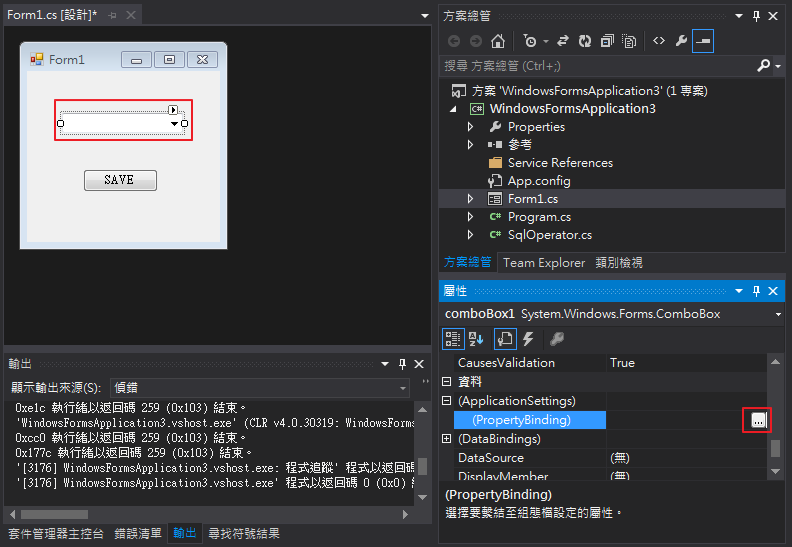 Form1.cs [設計]*
Form1
SAVE
輸出
顯示輸出來源(S):
偵錯
0xe1c 執行緒以返回碼 259 (0x103) 結束。
'WindowsFormsApplication3.vshost.exe' (CLR v4.0.30319: WindowsForms
0xcc0 執行緒以返回碼 259 (0x103) 結束。
0x177c 執行緒以返回碼 259 (0x103) 結束。
'[3176] WindowsFormsApplication3.vshost.exe: 程式追蹤' 程式以返回碼
'[3176] WindowsFormsApplication3.vshost.exe' 程式以返回碼 0 (0x0)
套件管理器主控台 錯誤清單 輸出 尋找符號結果
方案總管
搜尋 方案總管 (Ctrl+;)
方案 'WindowsFormsApplication3' (1 專案)
C# WindowsFormsApplication3
Properties
參考
Service References
App.config
Form1.cs
C# Program.cs
C# SqlOperator.cs
方案總管 Team Explorer 類別檢視
屬性
comboBox1 System.Windows.Forms.ComboBox
CausesValidation True
資料
(ApplicationSettings)
(PropertyBinding) ...
(DataBindings)
DataSource (無)
DisplayMember (無)
(PropertyBinding)
選擇要繫結至組態檔設定的屬性。